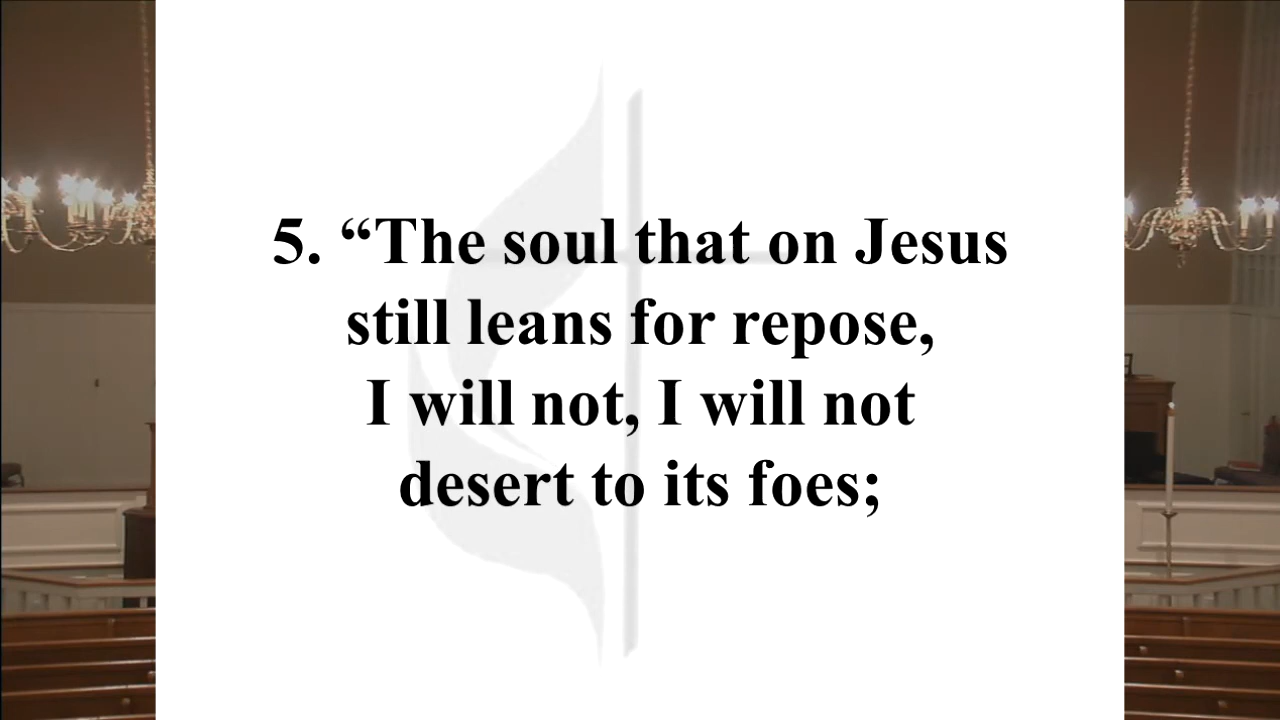 5. “The soul that on Jesus
still leans for repose,
I will not, I will not
desert to its foes;